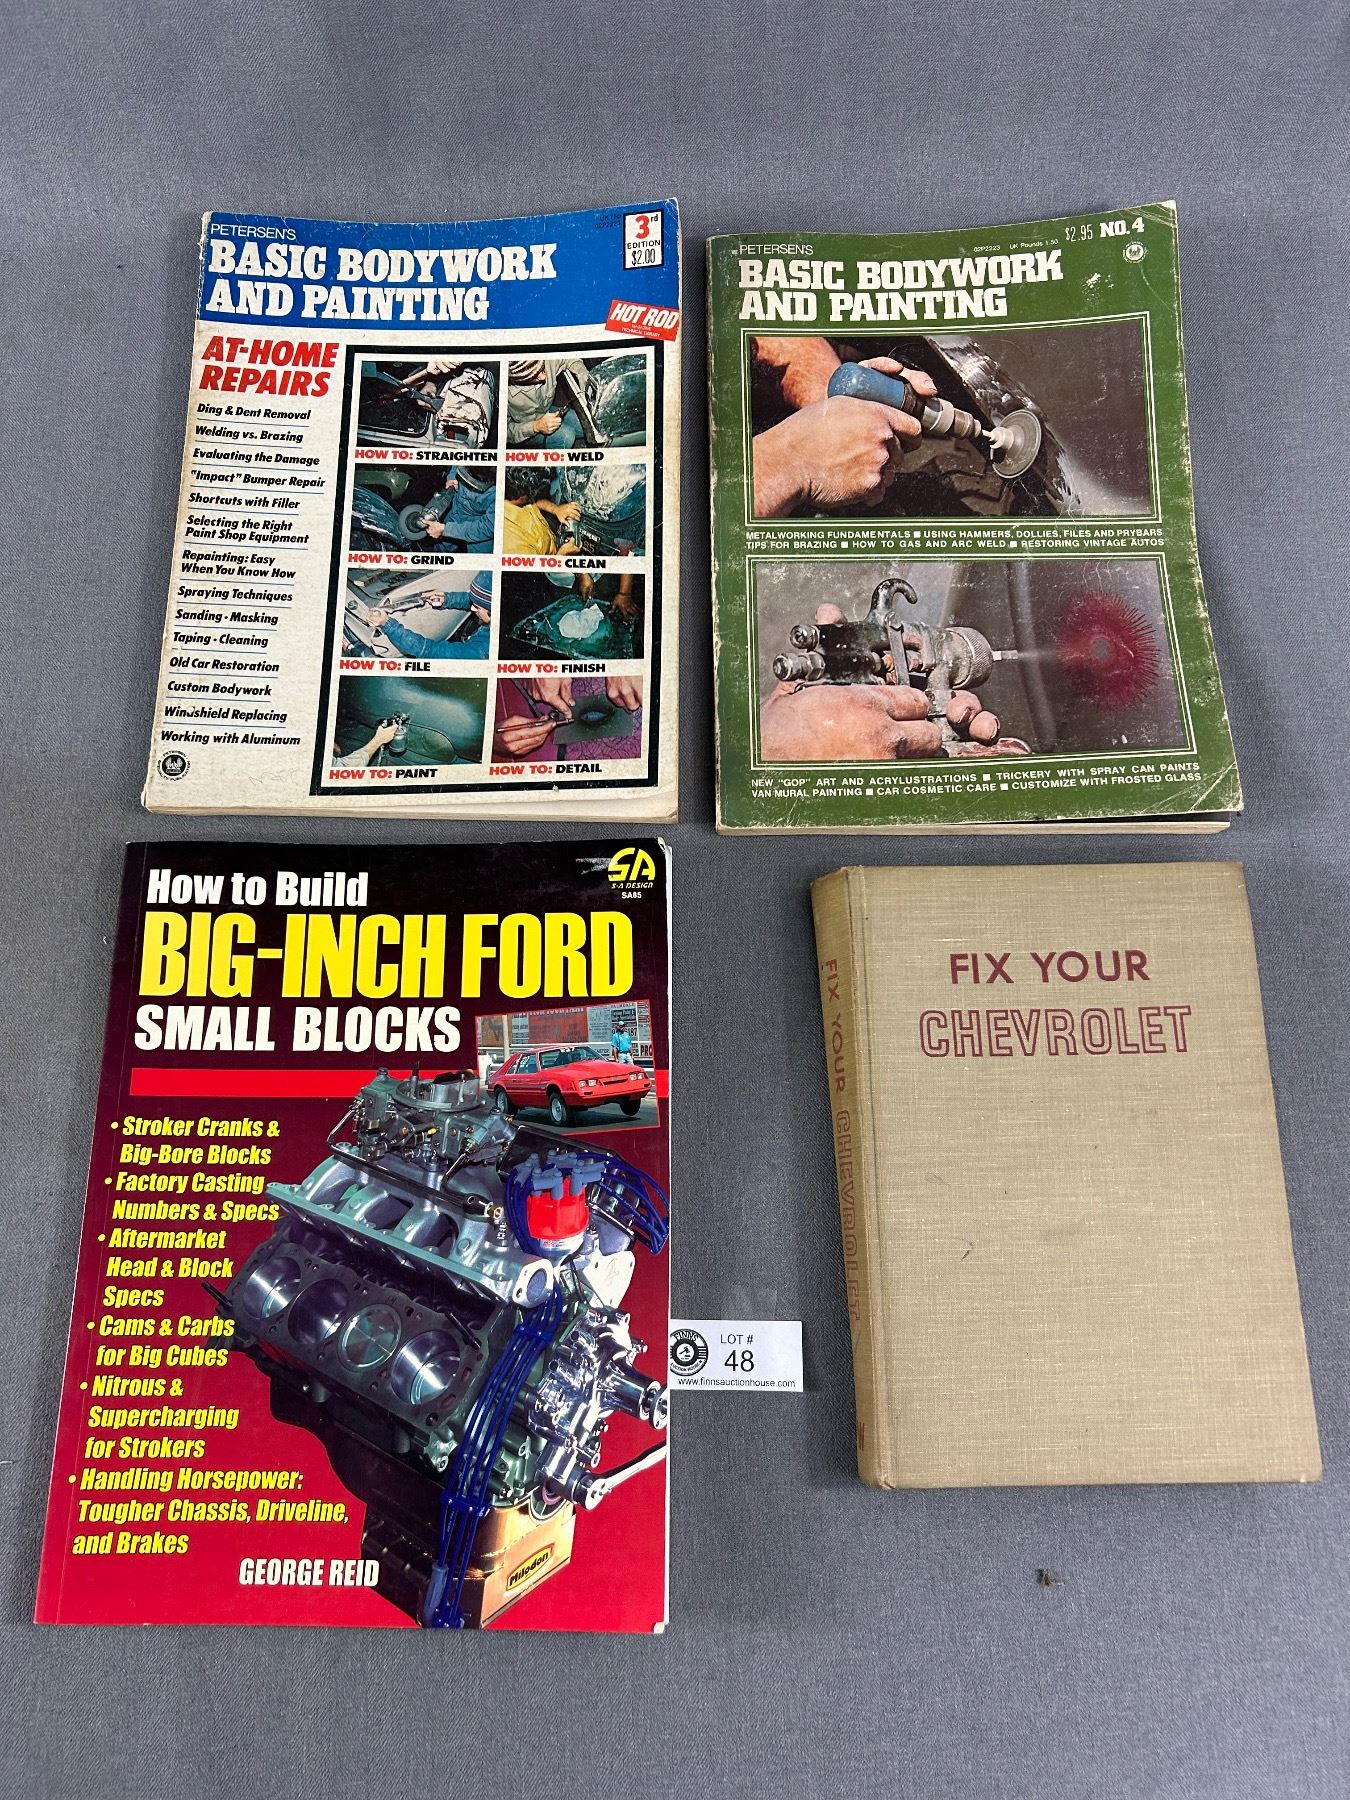 PETERSEN'S
BASIC BODYWORK
AND PAINTING
3rd
EDITION
$2.00
HOT ROD
MAGAZINE
TECHNICAL LIBRARY
AT-HOME
REPAIRS
Ding & Dent Removal
Welding vs. Brazing
Evaluating the Damage
"Impact" Bumper Repair
Shortcuts with Filler
Selecting the Right
Paint Shop Equipment
Repainting: Easy
When You Know How
Spraying Techniques
Sanding • Masking
Taping • Cleaning
Old Car Restoration
Custom Bodywork
Windshield Replacing
Working with Aluminum
HOW TO: STRAIGHTEN
HOW TO: WELD
HOW TO: GRIND
HOW TO: CLEAN
HOW TO: FILE
HOW TO: FINISH
HOW TO: PAINT
HOW TO: DETAIL
PETERSEN'S
02P2223 UK Pounds 1.50
$2.95 NO. 4
BASIC BODYWORK
AND PAINTING
METALWORKING FUNDAMENTALS ■ USING HAMMERS, DOLLIES, FILES AND PRYBARS
TIPS FOR BRAZING ■ HOW TO GAS AND ARC WELD ■ RESTORING VINTAGE AUTOS
NEW "GOP" ART AND ACRYLUSTRATIONS ■ TRICKERY WITH SPRAY CAN PAINTS
VAN MURAL PAINTING ■ CAR COSMETIC CARE ■ CUSTOMIZE WITH FROSTED GLASS
How to Build
BIG-INCH FORD
SMALL BLOCKS
SA
S-A DESIGN
SA85
• Stroker Cranks &
Big-Bore Blocks
• Factory Casting
Numbers & Specs
• Aftermarket
Head & Block
Specs
• Cams & Carbs
for Big Cubes
• Nitrous &
Supercharging
for Strokers
• Handling Horsepower:
Tougher Chassis, Driveline,
and Brakes
GEORGE REID
Milodon
FINNS
AUCTION HOUSE
LOT #
48
www.finnsauctionhouse.com
FIX YOUR
CHEVROLET
FIX YOUR CHEVROLET